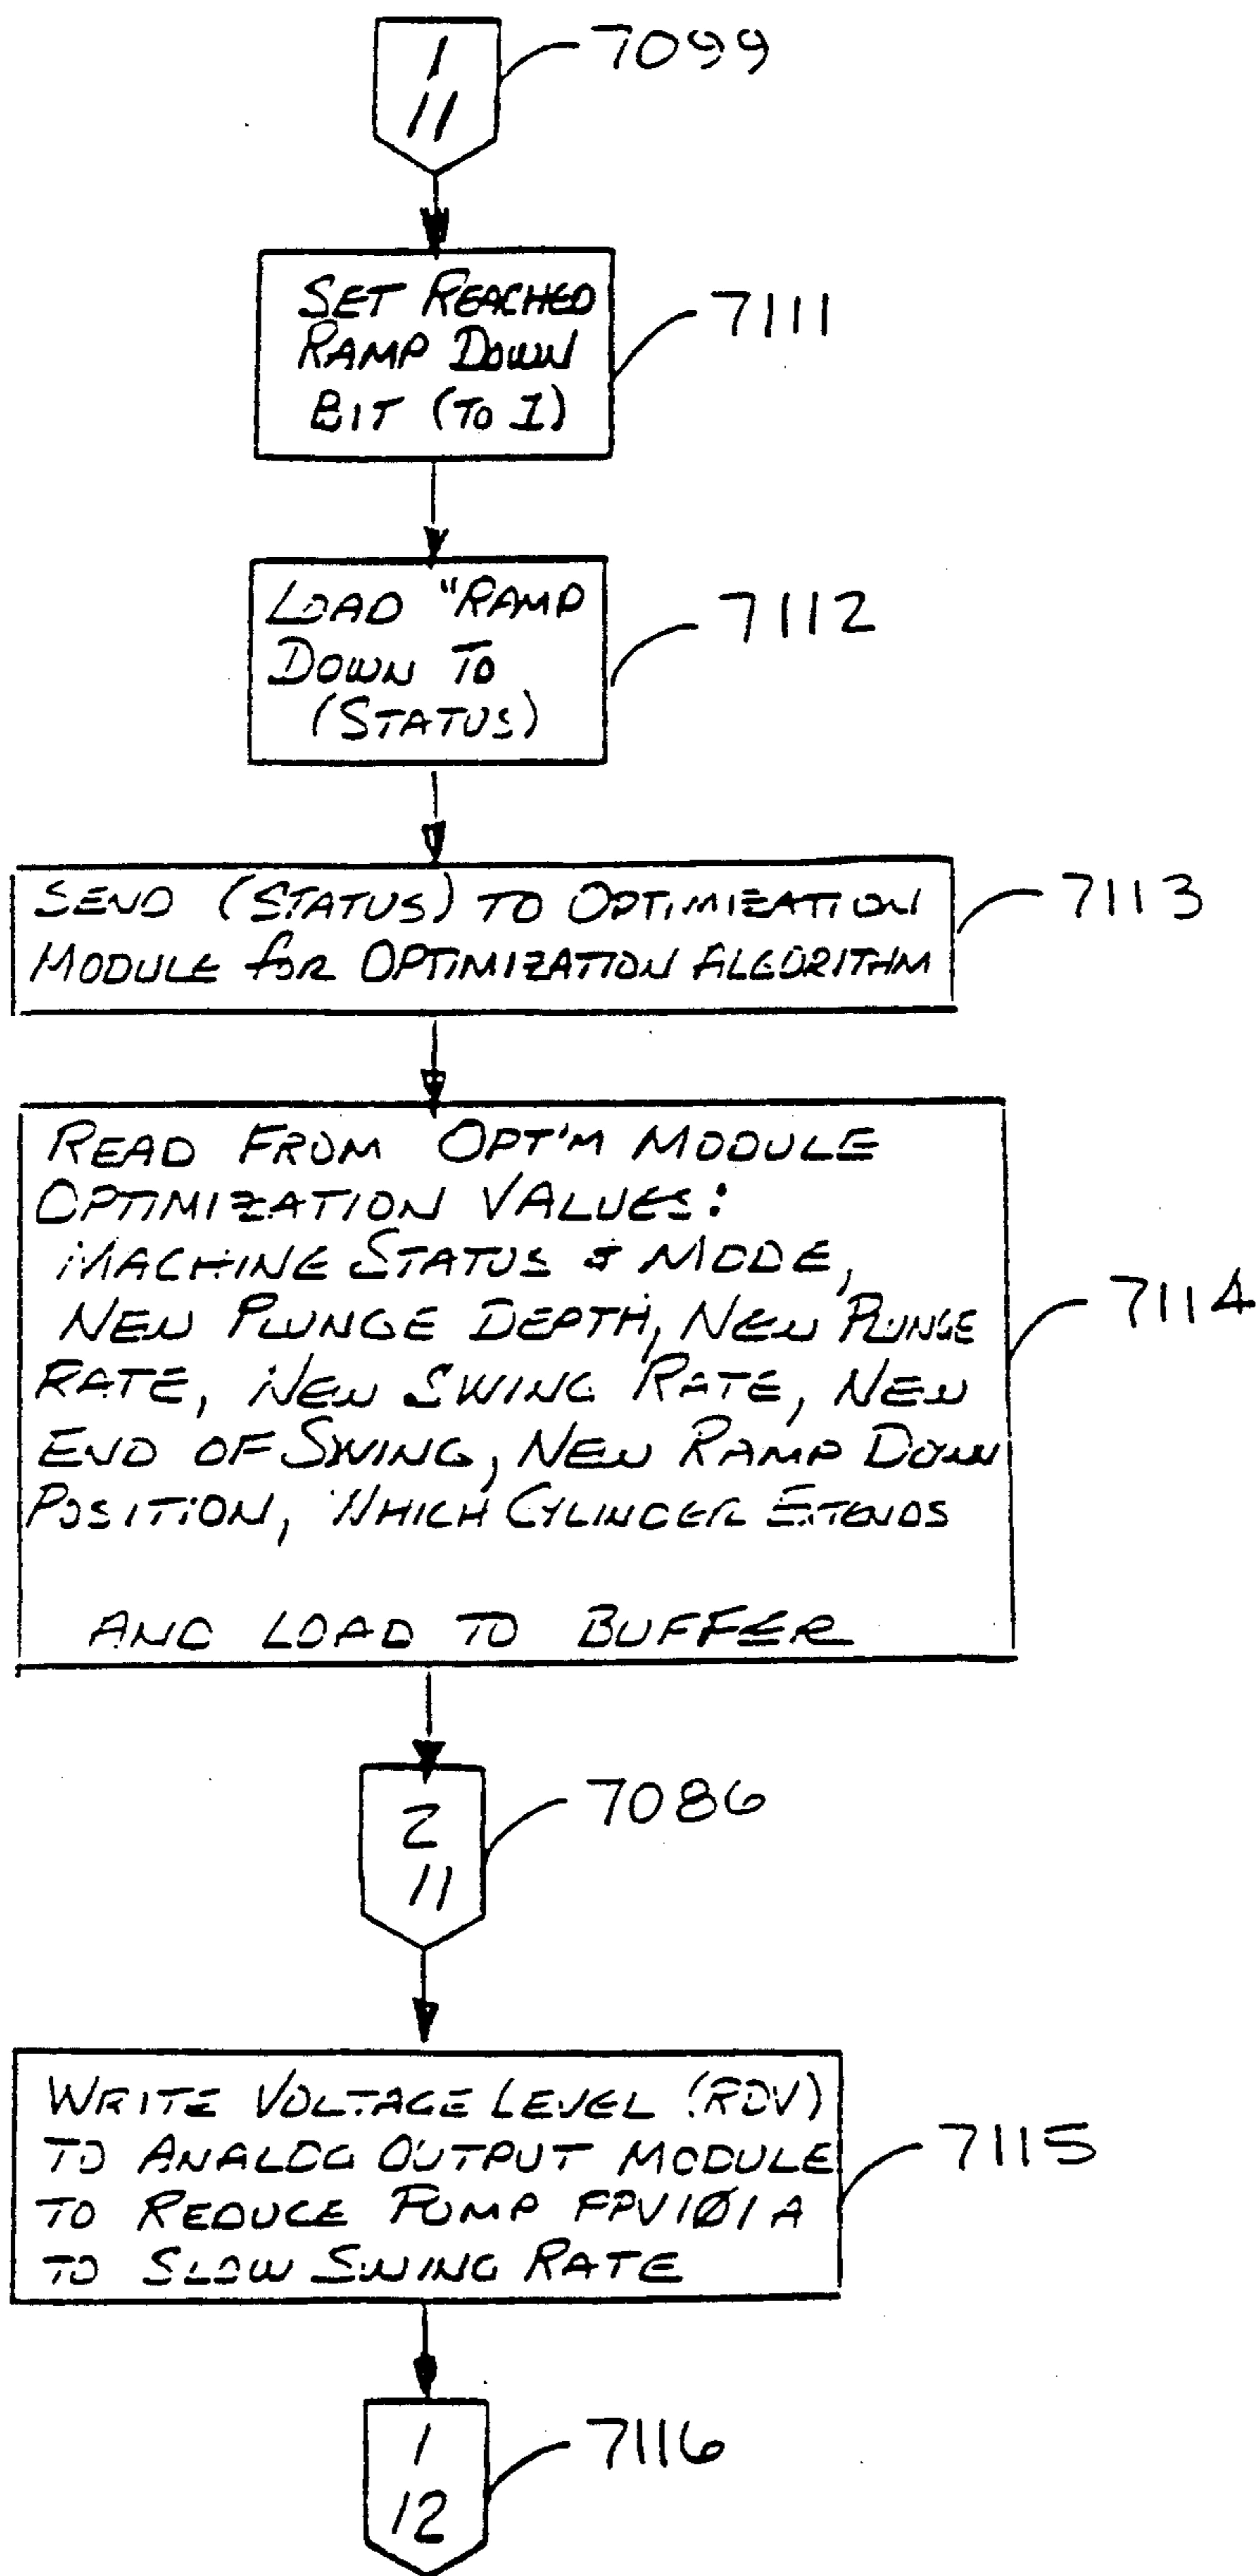 1
11
7099
SET REACHED
RAMP DOWN
BIT (TO 1)
7111
LOAD "RAMP
DOWN TO
(STATUS)
7112
SEND (STATUS) TO OPTIMIZATION
MODULE for OPTIMIZATION ALGORITHM
7113
READ FROM OPT'M MODULE
OPTIMIZATION VALUES:
MACHINE STATUS & MODE,
NEW PLUNGE DEPTH, NEW PLUNGE
RATE, NEW SWING RATE, NEW
END OF SWING, NEW RAMP DOWN
POSITION, WHICH CYLINDER EXTENDS
AND LOAD TO BUFFER
7114
2
11
7086
WRITE VOLTAGE LEVEL (RDV)
TO ANALOG OUTPUT MODULE
TO REDUCE PUMP FPV101A
TO SLOW SWING RATE
7115
1
12
7116